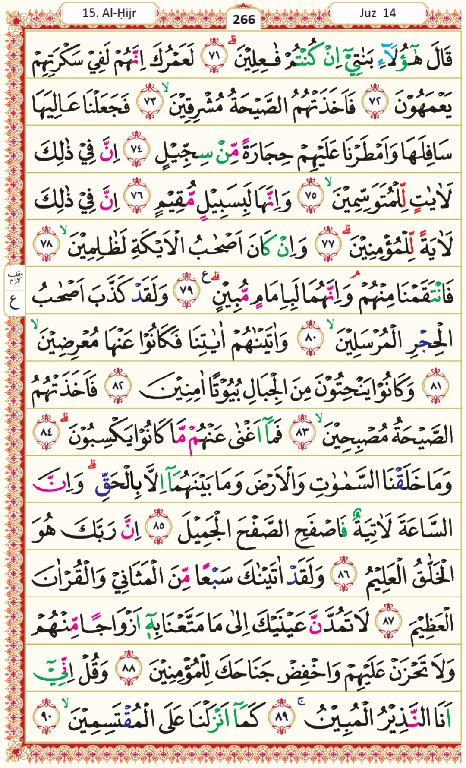 15. Al-Ḥijr
266
Juz 14
قَالَ هٰٓؤُلَآءِ بَنٰتِيْٓ اِنْ كُنْتُمْ فٰعِلِيْنَۗ ﴿٧١﴾ لَعَمْرُكَ اِنَّهُمْ لَفِيْ سَكْرَتِهِمْ
يَعْمَهُوْنَ ﴿٧٢﴾ فَاَخَذَتْهُمُ الصَّيْحَةُ مُشْرِقِيْنَۙ ﴿٧٣﴾ فَجَعَلْنَا عَالِيَهَا
سَافِلَهَا وَاَمْطَرْنَا عَلَيْهِمْ حِجَارَةً مِّنْ سِجِّيْلٍ ﴿٧٤﴾ اِنَّ فِيْ ذٰلِكَ
لَاٰيٰتٍ لِّلْمُتَوَسِّمِيْنَۙ ﴿٧٥﴾ وَاِنَّهَا لَبِسَبِيْلٍ مُّقِيْمٍ ﴿٧٦﴾ اِنَّ فِيْ ذٰلِكَ
لَاٰيَةً لِّلْمُؤْمِنِيْنَۗ ﴿٧٧﴾ وَاِنْ كَانَ اَصْحٰبُ الْاَيْكَةِ لَظٰلِمِيْنَۙ ﴿٧٨﴾
فَانْتَقَمْنَا مِنْهُمْۘ وَاِنَّهُمَا لَبِاِمَامٍ مُّبِيْنٍۗ ع ﴿٧٩﴾ وَلَقَدْ كَذَّبَ اَصْحٰبُ
وقف لازم
ع
الْحِجْرِ الْمُرْسَلِيْنَۙ ﴿٨٠﴾ وَاٰتَيْنٰهُمْ اٰيٰتِنَا فَكَانُوْا عَنْهَا مُعْرِضِيْنَۙ
﴿٨١﴾ وَكَانُوْا يَنْحِتُوْنَ مِنَ الْجِبَالِ بُيُوْتًا اٰمِنِيْنَ ﴿٨٢﴾ فَاَخَذَتْهُمُ
الصَّيْحَةُ مُصْبِحِيْنَۙ ﴿٨٣﴾ فَمَآ اَغْنٰى عَنْهُمْ مَّا كَانُوْا يَكْسِبُوْنَۗ ﴿٨٤﴾
وَمَا خَلَقْنَا السَّمٰوٰتِ وَالْاَرْضَ وَمَا بَيْنَهُمَآ اِلَّا بِالْحَقِّۗ وَاِنَّ
السَّاعَةَ لَاٰتِيَةٌ فَاصْفَحِ الصَّفْحَ الْجَمِيْلَ ﴿٨٥﴾ اِنَّ رَبَّكَ هُوَ
الْخَلّٰقُ الْعَلِيْمُ ﴿٨٦﴾ وَلَقَدْ اٰتَيْنٰكَ سَبْعًا مِّنَ الْمَثَانِيْ وَالْقُرْاٰنَ
الْعَظِيْمَ ﴿٨٧﴾ لَا تَمُدَّنَّ عَيْنَيْكَ اِلٰى مَا مَتَّعْنَا بِهٖٓ اَزْوَاجًا مِّنْهُمْ
وَلَا تَحْزَنْ عَلَيْهِمْ وَاخْفِضْ جَنَاحَكَ لِلْمُؤْمِنِيْنَ ﴿٨٨﴾ وَقُلْ اِنِّيْٓ
اَنَا النَّذِيْرُ الْمُبِيْنُۚ ﴿٨٩﴾ كَمَآ اَنْزَلْنَا عَلَى الْمُقْتَسِمِيْنَۙ ﴿٩٠﴾